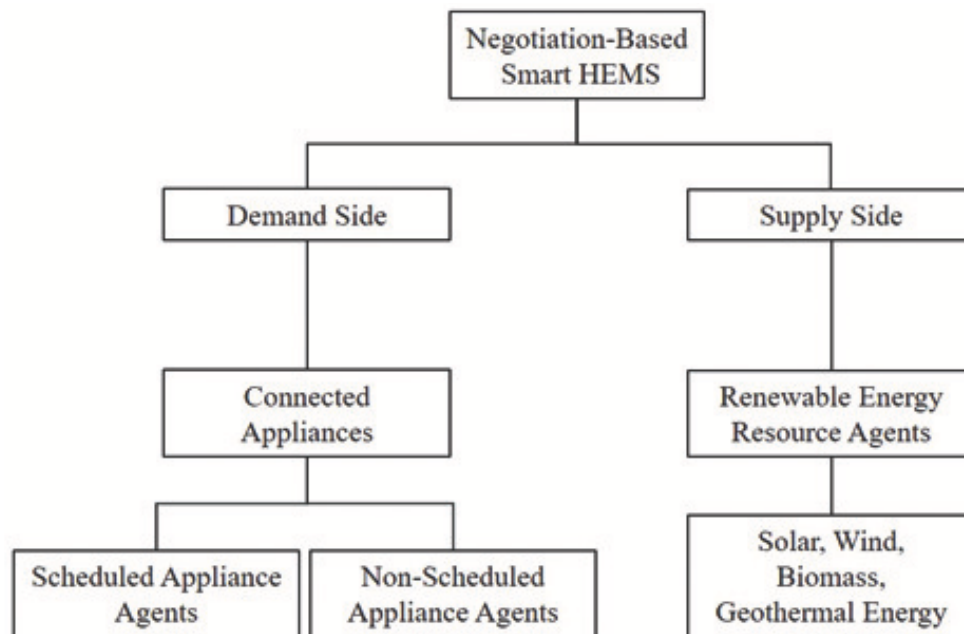 Negotiation-Based
Smart HEMS
Demand Side
Supply Side
Connected
Appliances
Renewable Energy
Resource Agents
Scheduled Appliance
Agents
Non-Scheduled
Appliance Agents
Solar, Wind,
Biomass,
Geothermal Energy